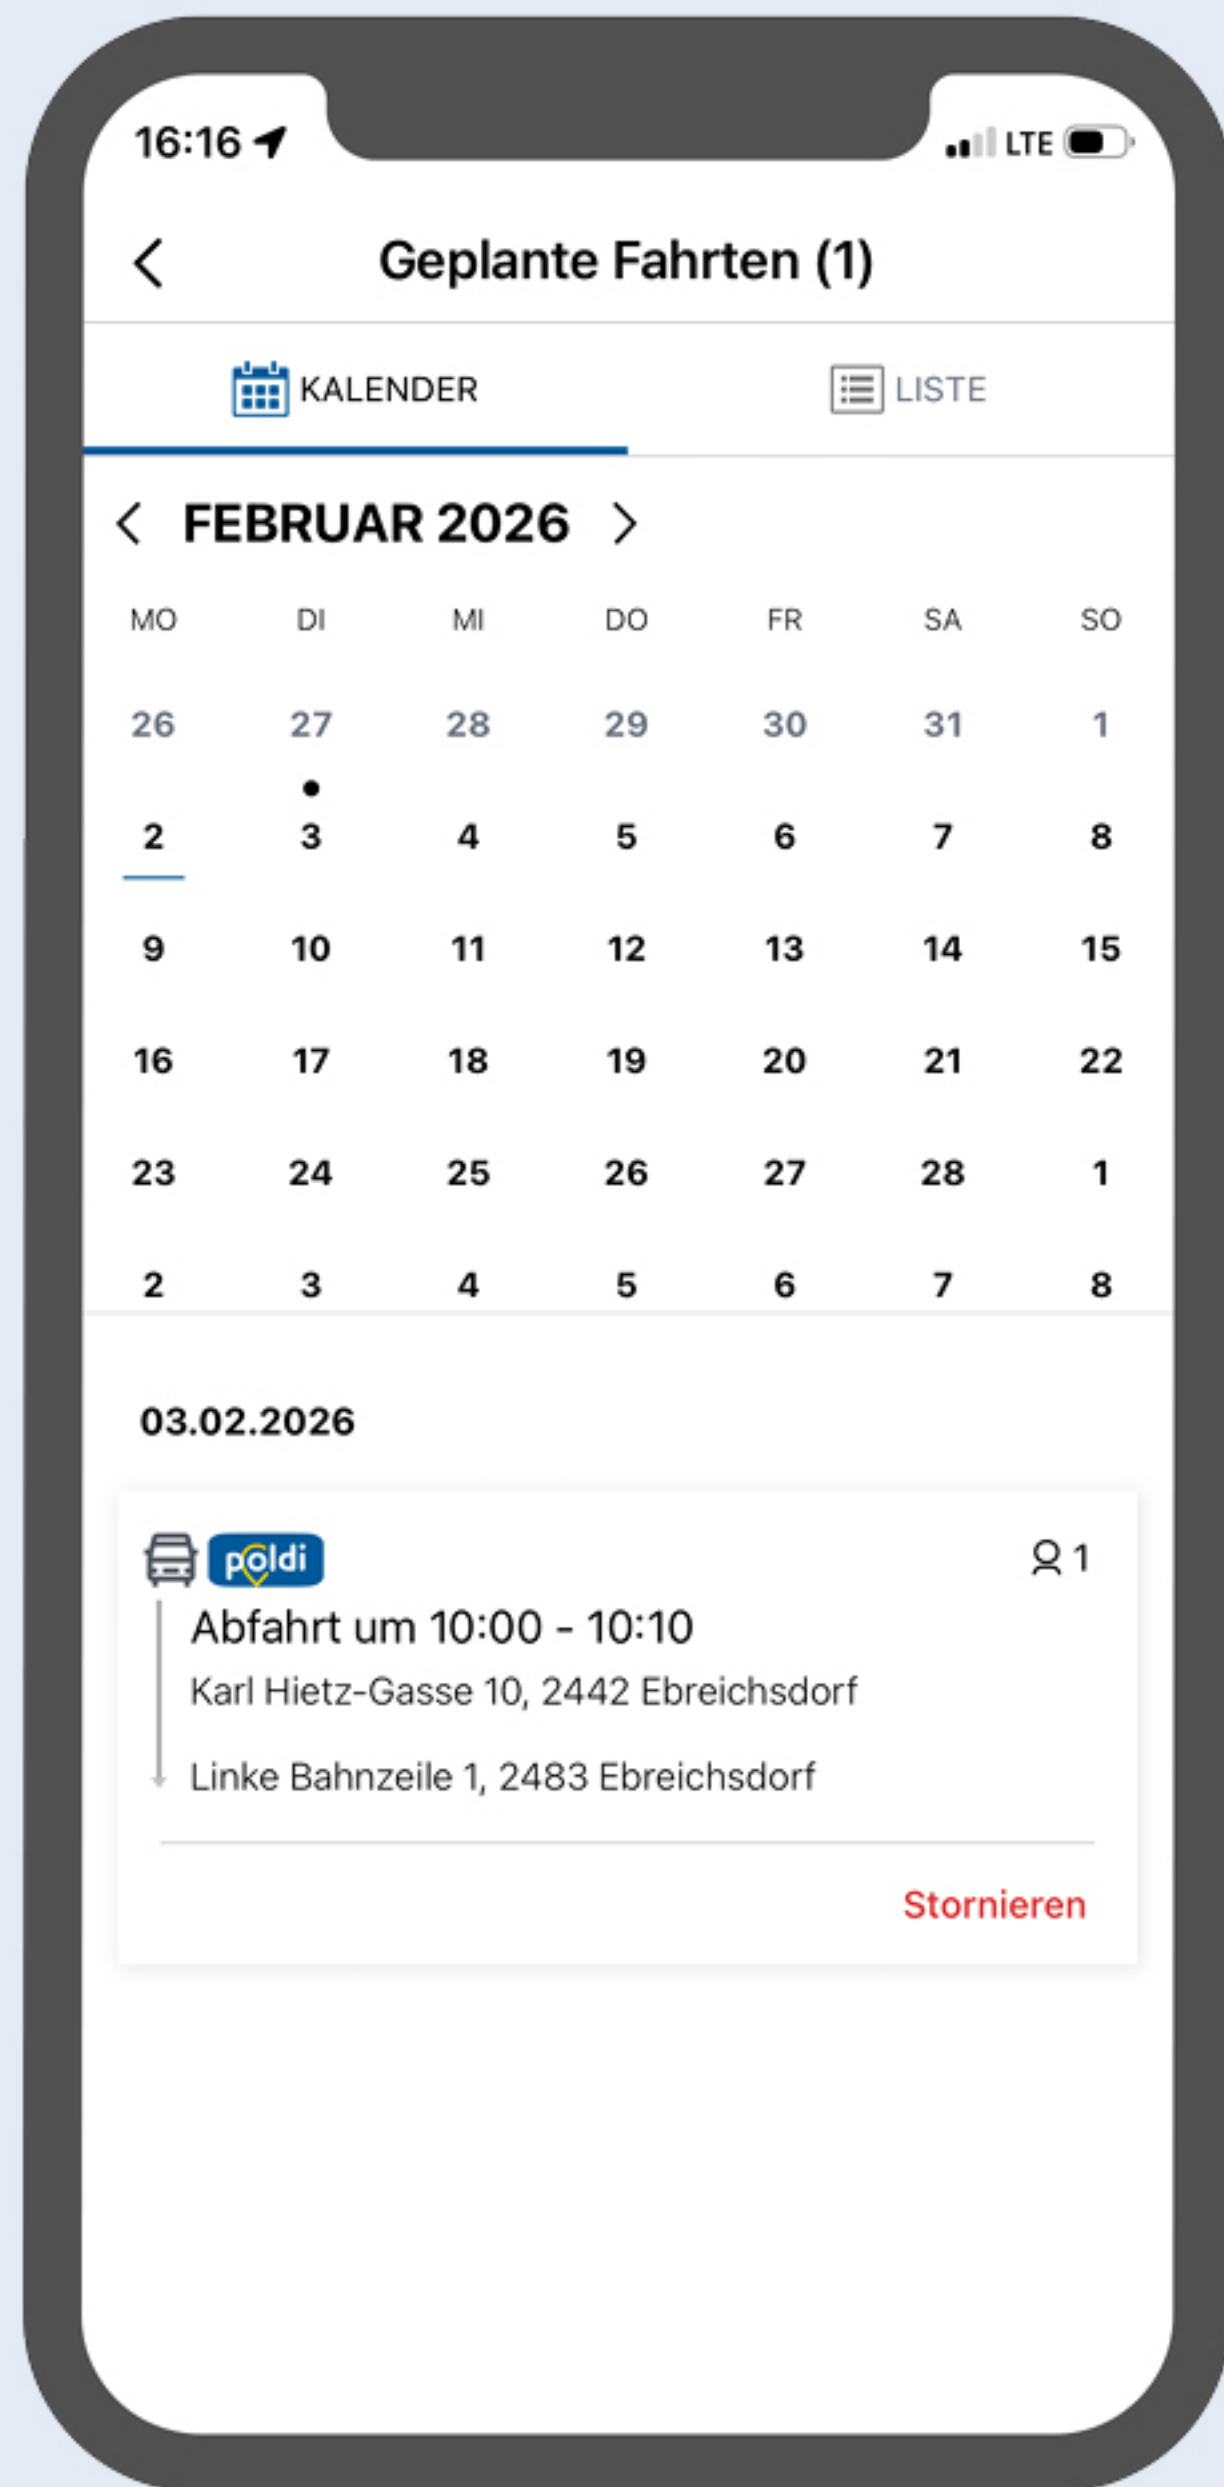 16:16 LTE
Geplante Fahrten (1)
KALENDER LISTE
FEBRUAR 2026
MO DI MI DO FR SA SO
26 27 28 29 30 31 1
2 3 4 5 6 7 8
9 10 11 12 13 14 15
16 17 18 19 20 21 22
23 24 25 26 27 28 1
2 3 4 5 6 7 8
03.02.2026
poldi 1
Abfahrt um 10:00 - 10:10
Karl Hietz-Gasse 10, 2442 Ebreichsdorf
Linke Bahnzeile 1, 2483 Ebreichsdorf
Stornieren